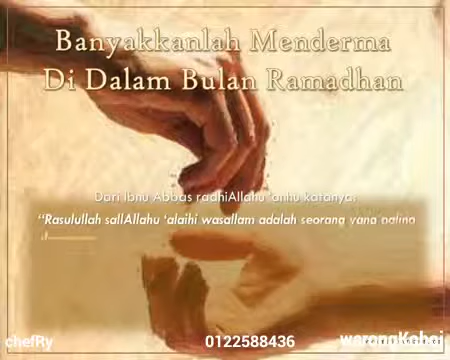 Banyakkanlah Menderma
Di Dalam Bulan Ramadhan
Dari Ibnu Abbas radhiAllahu 'anhu katanya:
“Rasulullah sallAllahu ‘alaihi wasallam adalah seorang yang paling
chefRy
0122588436
warongKabai